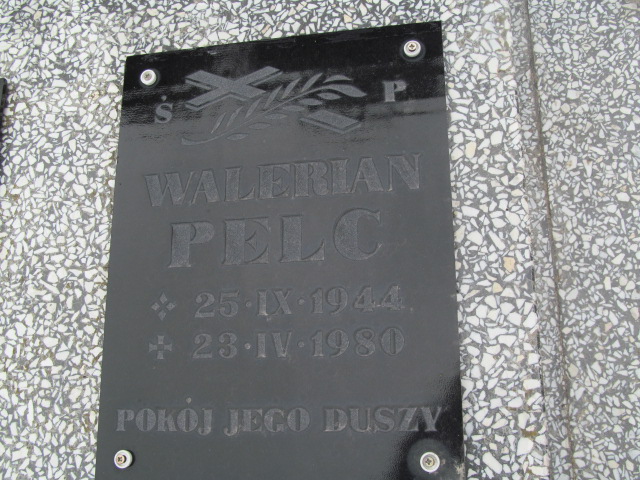 Ś P
WALERIAN
PELC
25·IX·1944
23·IV·1980
POKÓJ JEGO DUSZY